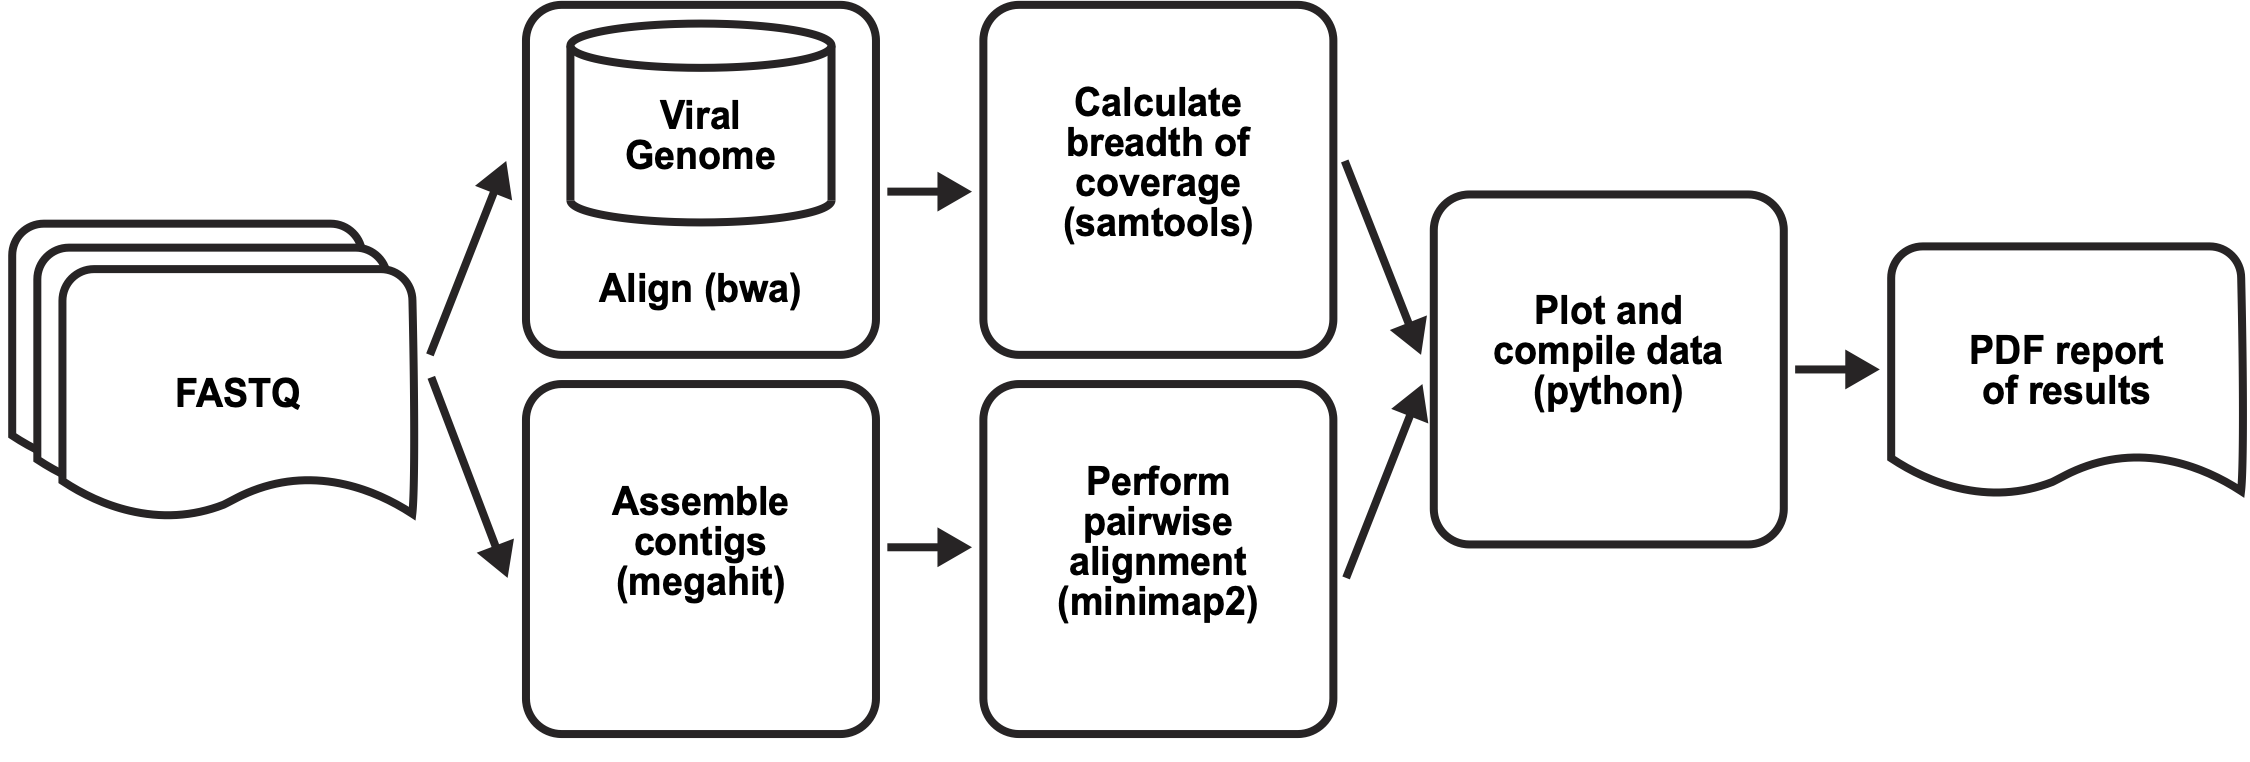 FASTQ
Viral
Genome
Align (bwa)
Calculate
breadth of
coverage
(samtools)
Assemble
contigs
(megahit)
Perform
pairwise
alignment
(minimap2)
Plot and
compile data
(python)
PDF report
of results